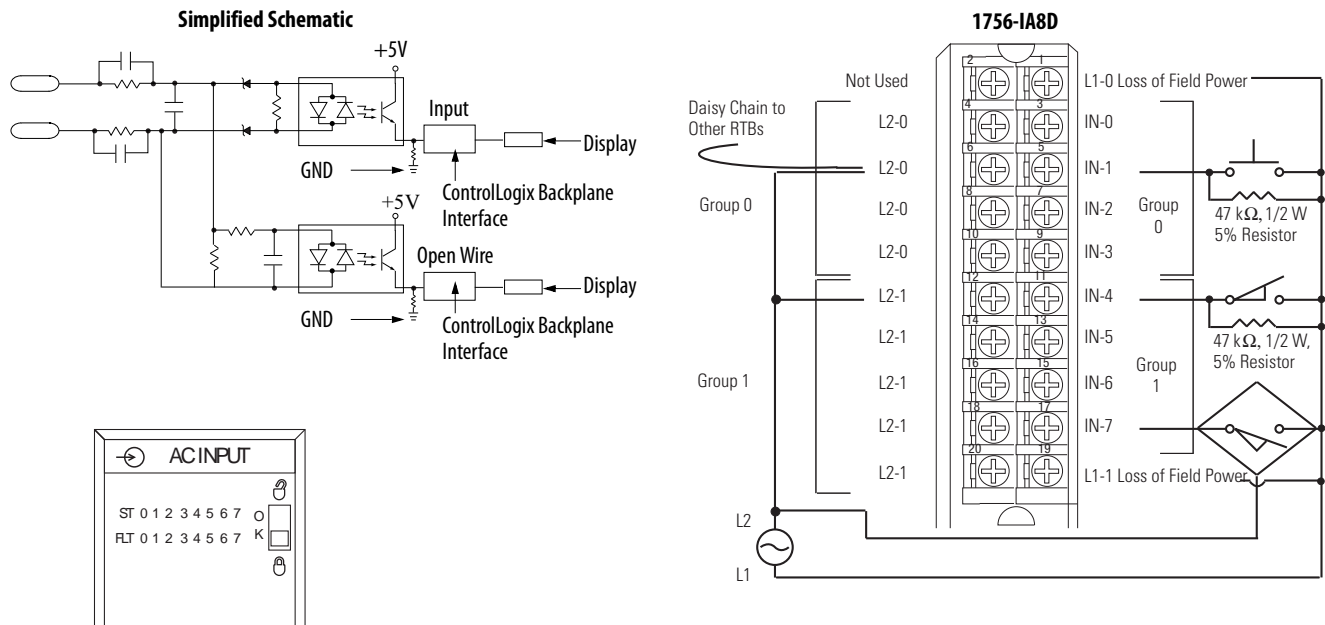 Simplified Schematic
+5V
Input
Display
GND
ControlLogix Backplane
Interface
+5V
Open Wire
Display
GND
ControlLogix Backplane
Interface
AC INPUT
ST 0 1 2 3 4 5 6 7
FLT 0 1 2 3 4 5 6 7
O
K
1756-IA8D
Not Used
2
1
L1-0 Loss of Field Power
Daisy Chain to
Other RTBs
L2-0
4
3
IN-0
L2-0
6
5
IN-1
Group 0
L2-0
8
7
IN-2
Group
0
47 kΩ, 1/2 W
5% Resistor
L2-0
10
9
IN-3
L2-1
12
11
IN-4
L2-1
14
13
IN-5
47 kΩ, 1/2 W,
5% Resistor
Group 1
L2-1
16
15
IN-6
Group
1
L2-1
18
17
IN-7
L2-1
20
19
L1-1 Loss of Field Power
L2
L1